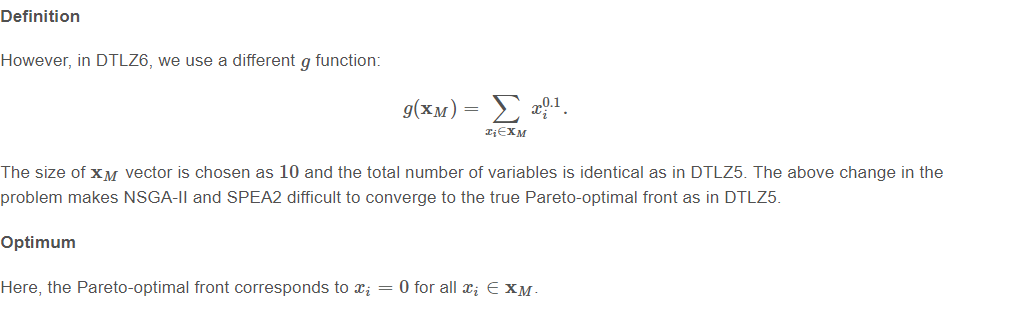 Definition
However, in DTLZ6, we use a different g function:
g(𝐱_M) = ∑_{x_i∈𝐱_M} x_i^{0.1}.
The size of 𝐱_M vector is chosen as 10 and the total number of variables is identical as in DTLZ5. The above change in the
problem makes NSGA-II and SPEA2 difficult to converge to the true Pareto-optimal front as in DTLZ5.
Optimum
Here, the Pareto-optimal front corresponds to x_i = 0 for all x_i ∈ 𝐱_M.